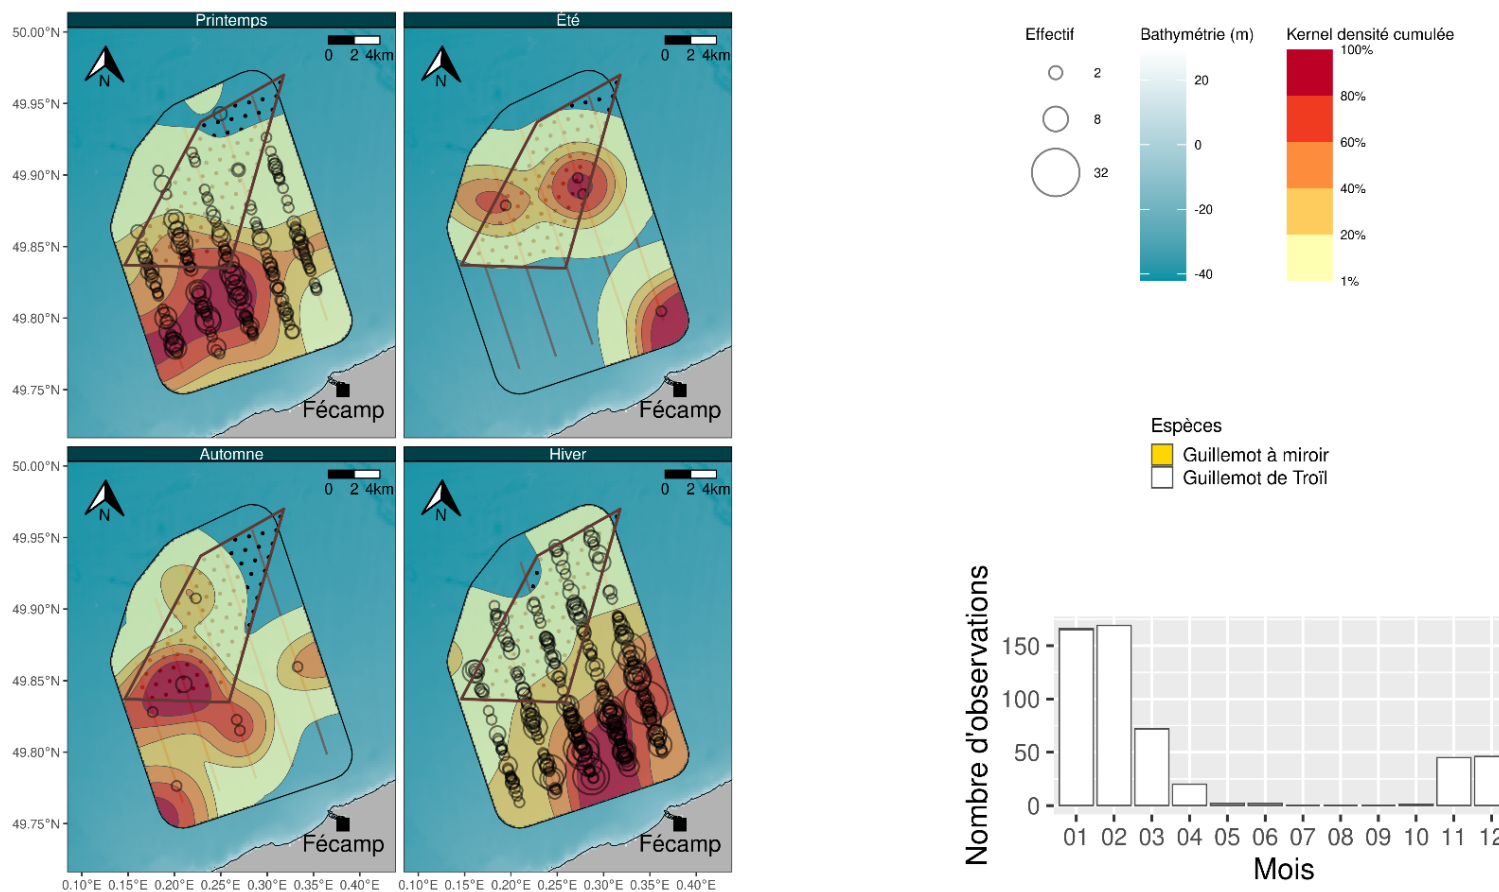 Printemps
Été
50.00°N
49.95°N
49.90°N
49.85°N
49.80°N
49.75°N
N
0 2 4km
Fécamp
N
0 2 4km
Fécamp
Automne
Hiver
50.00°N
49.95°N
49.90°N
49.85°N
49.80°N
49.75°N
N
0 2 4km
Fécamp
N
0 2 4km
Fécamp
0.10°E 0.15°E 0.20°E 0.25°E 0.30°E 0.35°E 0.40°E
0.10°E 0.15°E 0.20°E 0.25°E 0.30°E 0.35°E 0.40°E
Effectif
2
8
32
Bathymétrie (m)
20
0
-20
-40
Kernel densité cumulée
100%
80%
60%
40%
20%
1%
Espèces
Guillemot à miroir
Guillemot de Troïl
Nombre d'observations
150
100
50
0
01 02 03 04 05 06 07 08 09 10 11 12
Mois